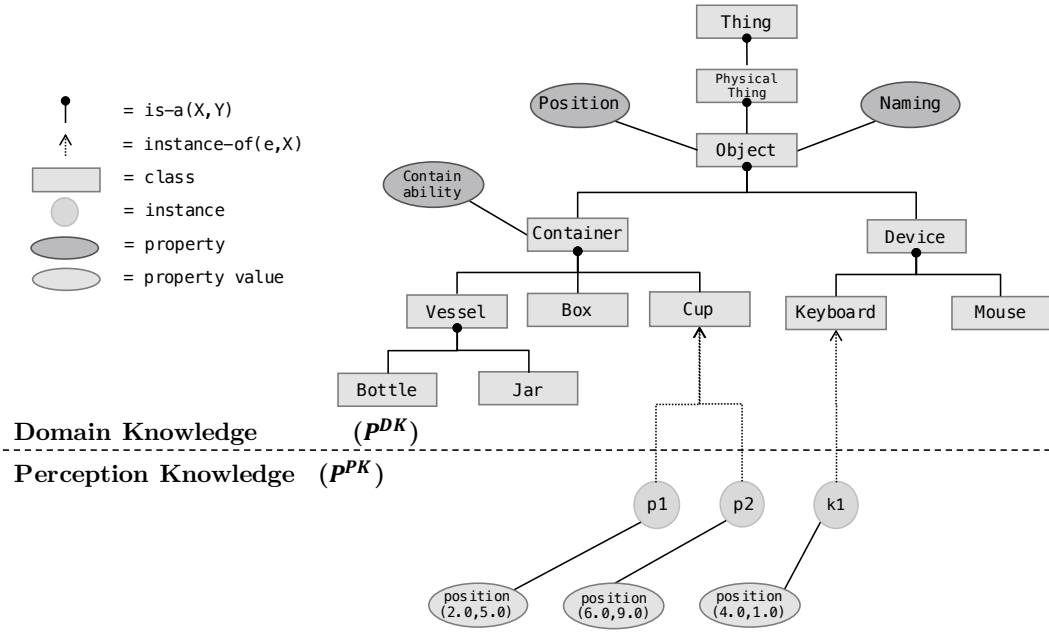 Thing
Physical
Thing
Position
Naming
= is-a(X,Y)
= instance-of(e,X)
Object
= class
Contain
ability
= instance
Container
Device
= property
= property value
Vessel
Box
Cup
Keyboard
Mouse
Bottle
Jar
Domain Knowledge (P^DK)
Perception Knowledge (P^PK)
p1
p2
k1
position
(2.0,5.0)
position
(6.0,9.0)
position
(4.0,1.0)